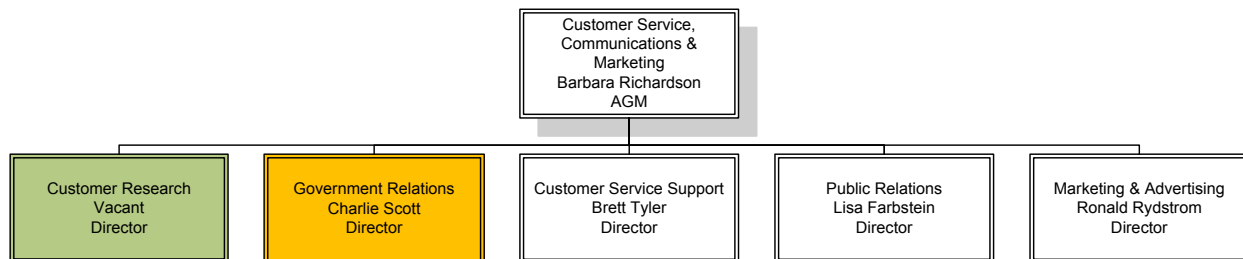 Customer Service,
Communications &
Marketing
Barbara Richardson
AGM
Customer Research
Vacant
Director
Government Relations
Charlie Scott
Director
Customer Service Support
Brett Tyler
Director
Public Relations
Lisa Farbstein
Director
Marketing & Advertising
Ronald Rydstrom
Director